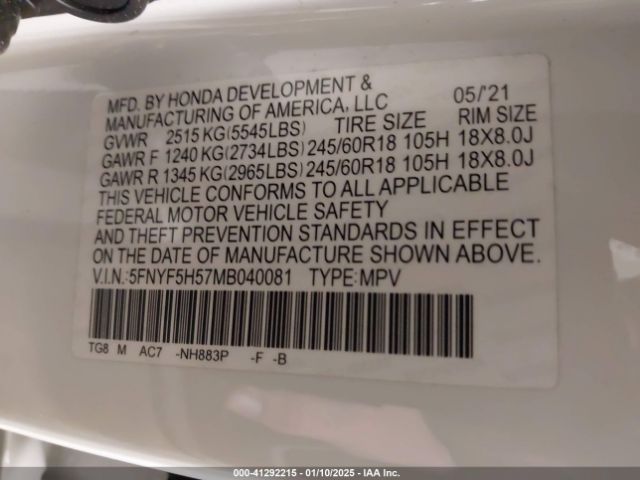 MFD. BY HONDA DEVELOPMENT &
MANUFACTURING OF AMERICA, LLC 05/'21
GVWR 2515 KG(5545LBS) TIRE SIZE RIM SIZE
GAWR F 1240 KG(2734LBS) 245/60R18 105H 18X8.0J
GAWR R 1345 KG(2965LBS) 245/60R18 105H 18X8.0J
THIS VEHICLE CONFORMS TO ALL APPLICABLE
FEDERAL MOTOR VEHICLE SAFETY
AND THEFT PREVENTION STANDARDS IN EFFECT
ON THE DATE OF MANUFACTURE SHOWN ABOVE.
V.I.N.:5FNYF5H57MB040081 TYPE:MPV
TG8 M AC7 -NH883P -F -B
000-41292215 - 01/10/2025 - IAA Inc.